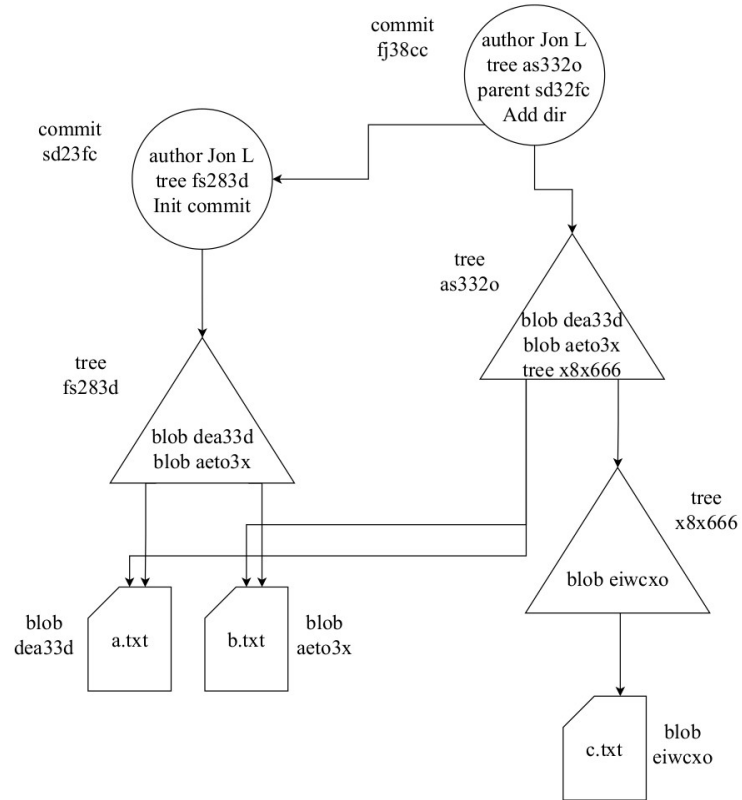 commit
fj38cc
author Jon L
tree as332o
parent sd32fc
Add dir
commit
sd23fc
author Jon L
tree fs283d
Init commit
tree
as332o
blob dea33d
blob aeto3x
tree x8x666
tree
fs283d
blob dea33d
blob aeto3x
tree
x8x666
blob eiwcxo
blob
dea33d
a.txt
b.txt
blob
aeto3x
c.txt
blob
eiwcxo